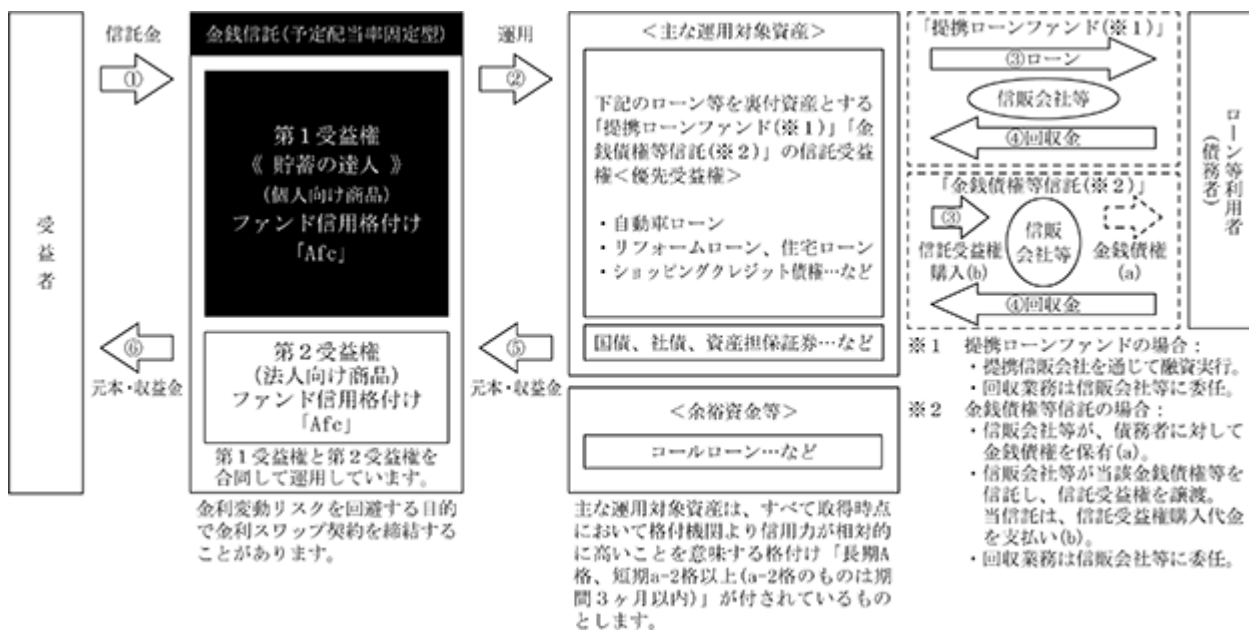 受益者
信託金
①
⑥
元本・収益金
金銭信託(予定配当率固定型)
第1受益権
《 貯蓄の達人 》
(個人向け商品)
ファンド信用格付け
「Afc」
第2受益権
(法人向け商品)
ファンド信用格付け
「Afc」
第1受益権と第2受益権を
合同して運用しています。
金利変動リスクを回避する目的
で金利スワップ契約を締結する
ことがあります。
運用
②
⑤
元本・収益金
＜主な運用対象資産＞
下記のローン等を裏付資産とする
「提携ローンファンド(※1)」「金
銭債権等信託(※2)」の信託受益
権＜優先受益権＞
・自動車ローン
・リフォームローン、住宅ローン
・ショッピングクレジット債権…など
国債、社債、資産担保証券…など
＜余裕資金等＞
コールローン…など
主な運用対象資産は、すべて取得時点
において格付機関より信用力が相対的
に高いことを意味する格付け「長期A
格、短期a-2格以上(a-2格のものは期
間3ヶ月以内)」が付されているもの
とします。
「提携ローンファンド(※1)」
③ローン
信販会社等
④回収金
「金銭債権等信託(※2)」
③
信託受益権
購入(b)
信販
会社等
金銭債権
(a)
④回収金
ローン等利用者
(債務者)
※1 提携ローンファンドの場合：
・提携信販会社を通じて融資実行。
・回収業務は信販会社等に委任。
※2 金銭債権等信託の場合：
・信販会社等が、債務者に対して
金銭債権を保有(a)。
・信販会社等が当該金銭債権等を
信託し、信託受益権を譲渡。
当信託は、信託受益権購入代金
を支払い(b)。
・回収業務は信販会社等に委任。